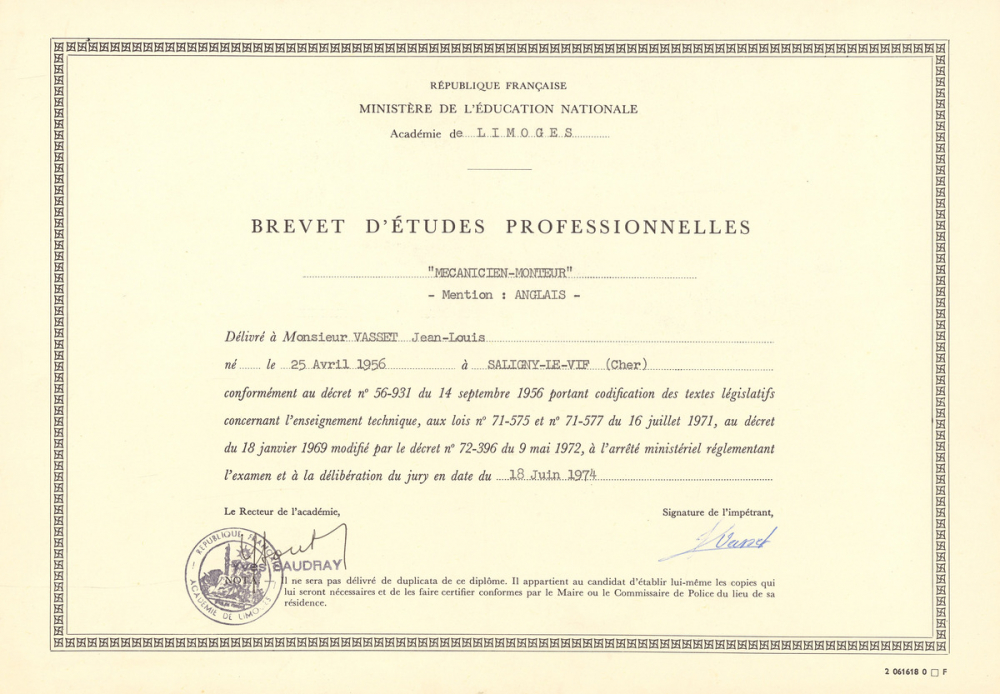 RÉPUBLIQUE FRANÇAISE
MINISTÈRE DE L'ÉDUCATION NATIONALE
Académie de LIMOGES
BREVET D'ÉTUDES PROFESSIONNELLES
"MECANICIEN-MONTEUR"
- Mention : ANGLAIS -
Délivré à Monsieur VASSET Jean-Louis
né le 25 Avril 1956 à SALIGNY-LE-VIF (Cher)
conformément au décret n° 56-931 du 14 septembre 1956 portant codification des textes législatifs
concernant l'enseignement technique, aux lois n° 71-575 et n° 71-577 du 16 juillet 1971, au décret
du 18 janvier 1969 modifié par le décret n° 72-396 du 9 mai 1972, à l'arrêté ministériel réglementant
l'examen et à la délibération du jury en date du 18 Juin 1974
Le Recteur de l'académie,
Signature de l'impétrant,
RÉPUBLIQUE FRANÇAISE
ACADÉMIE DE LIMOGES
Yves BAUDRAY
Vasset
NOTA
Il ne sera pas délivré de duplicata de ce diplôme. Il appartient au candidat d'établir lui-même les copies qui
lui seront nécessaires et de les faire certifier conformes par le Maire ou le Commissaire de Police du lieu de sa
résidence.
2 061618 0 □ F